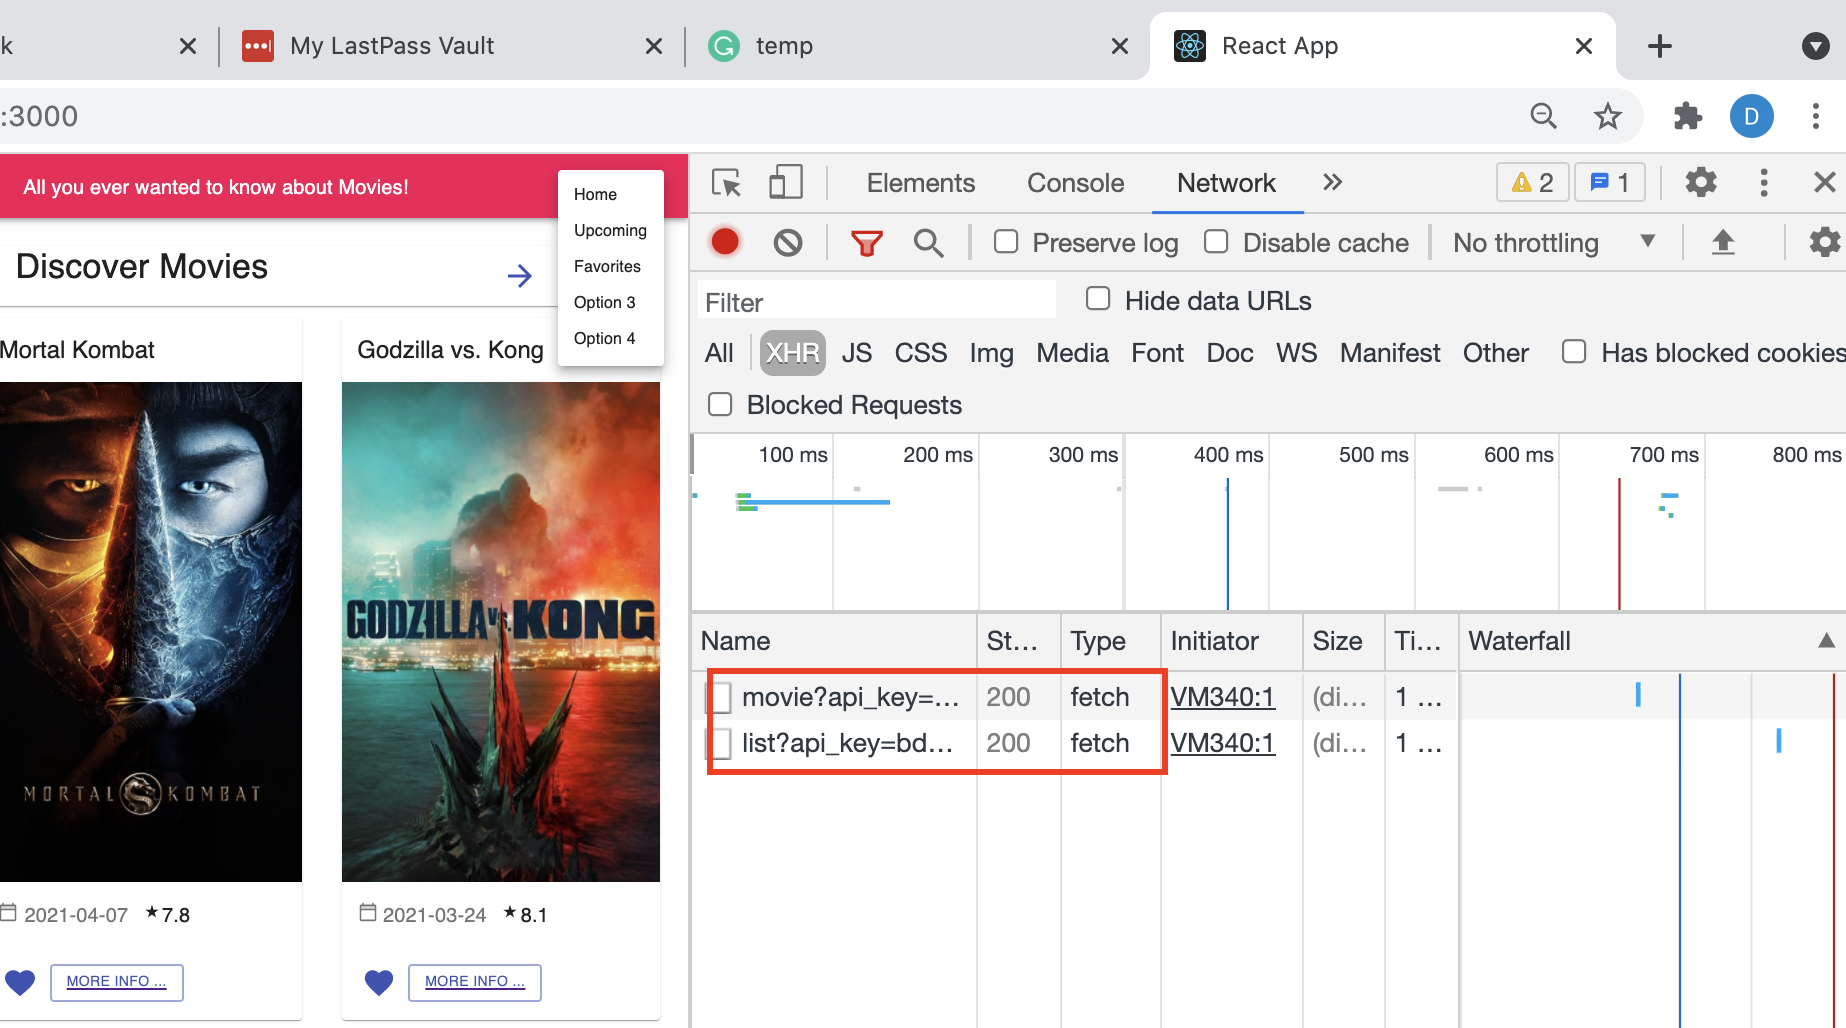 k
My LastPass Vault
temp
React App
:3000
D
All you ever wanted to know about Movies!
Home
Upcoming
Favorites
Option 3
Option 4
Discover Movies
Mortal Kombat
Godzilla vs. Kong
MORTAL KOMBAT
GODZILLA vs. KONG
2021-04-07 7.8
2021-03-24 8.1
MORE INFO ...
MORE INFO ...
Elements Console Network 2 1
Preserve log Disable cache No throttling
Filter Hide data URLs
All XHR JS CSS Img Media Font Doc WS Manifest Other Has blocked cookies
Blocked Requests
100 ms 200 ms 300 ms 400 ms 500 ms 600 ms 700 ms 800 ms
Name St... Type Initiator Size Ti... Waterfall
movie?api_key=... 200 fetch VM340:1 (di... 1 ...
list?api_key=bd... 200 fetch VM340:1 (di... 1 ...